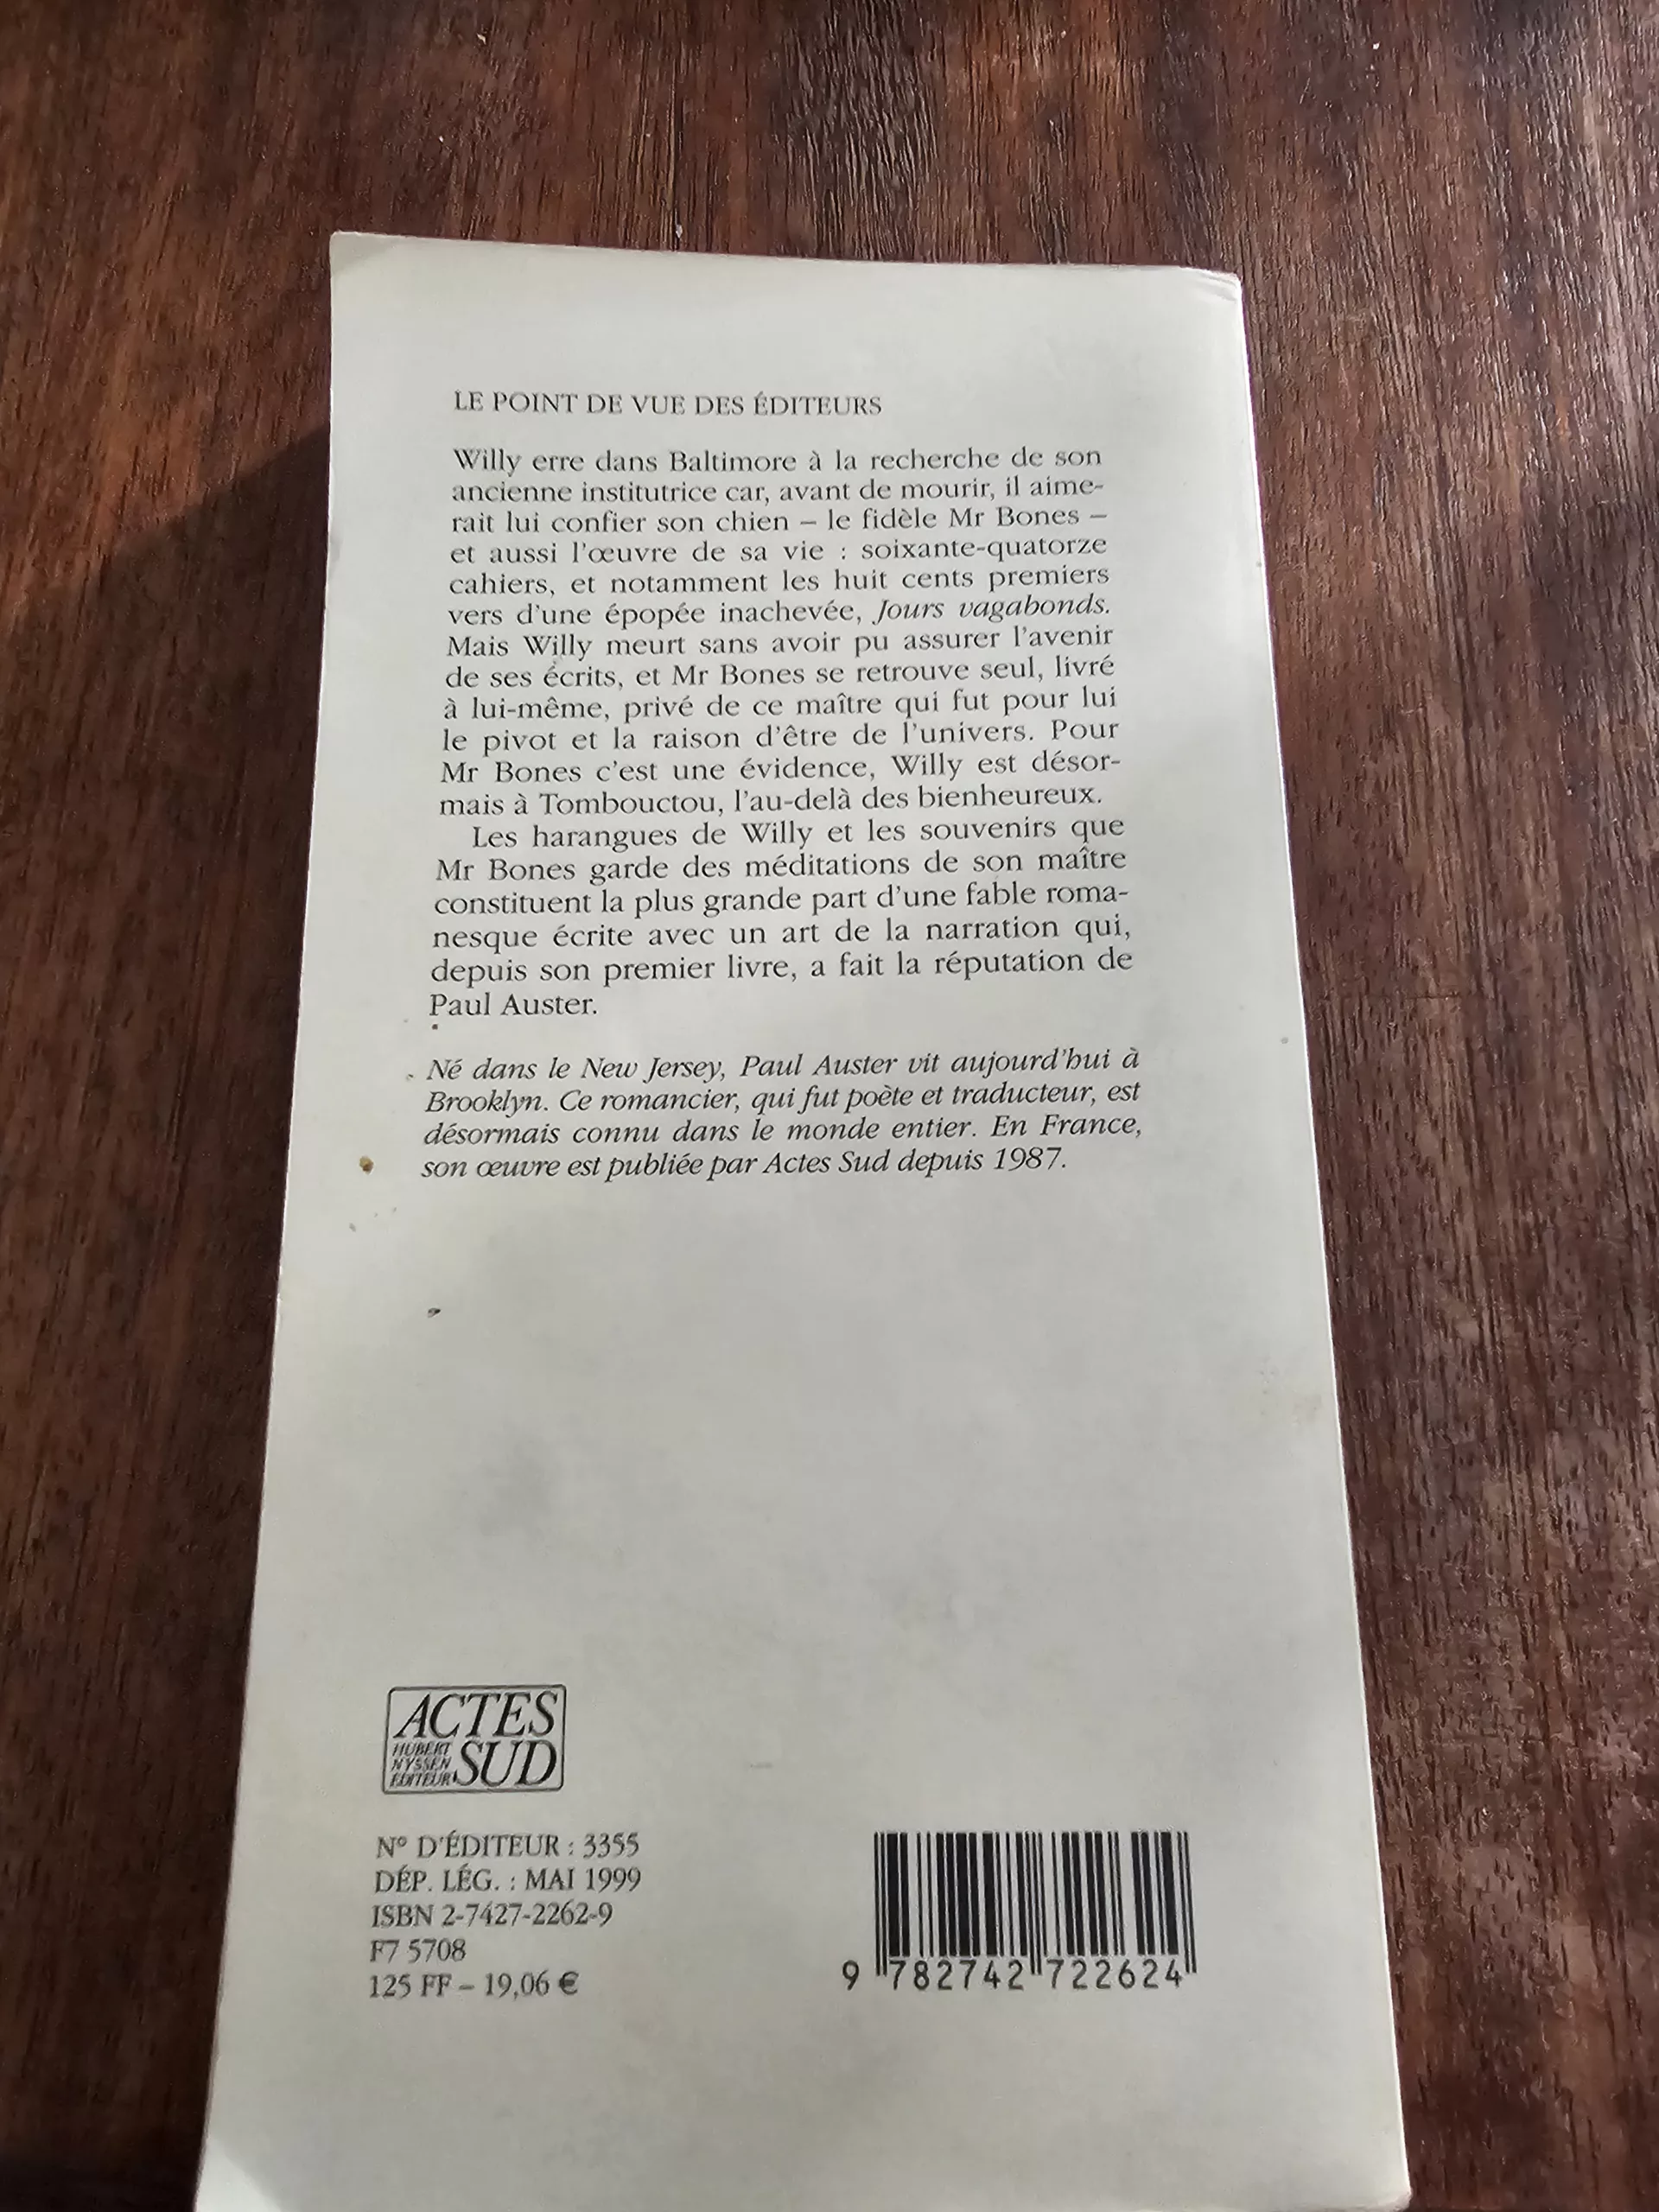 LE POINT DE VUE DES ÉDITEURS
Willy erre dans Baltimore à la recherche de son
ancienne institutrice car, avant de mourir, il aime-
rait lui confier son chien – le fidèle Mr Bones –
et aussi l'œuvre de sa vie : soixante-quatorze
cahiers, et notamment les huit cents premiers
vers d'une épopée inachevée, Jours vagabonds.
Mais Willy meurt sans avoir pu assurer l'avenir
de ses écrits, et Mr Bones se retrouve seul, livré
à lui-même, privé de ce maître qui fut pour lui
le pivot et la raison d'être de l'univers. Pour
Mr Bones c'est une évidence, Willy est désor-
mais à Tombouctou, l'au-delà des bienheureux.
Les harangues de Willy et les souvenirs que
Mr Bones garde des méditations de son maître
constituent la plus grande part d'une fable roma-
nesque écrite avec un art de la narration qui,
depuis son premier livre, a fait la réputation de
Paul Auster.
Né dans le New Jersey, Paul Auster vit aujourd'hui à
Brooklyn. Ce romancier, qui fut poète et traducteur, est
désormais connu dans le monde entier. En France,
son œuvre est publiée par Actes Sud depuis 1987.
ACTES
HUBERT
NYSSEN
ÉDITEUR
SUD
N° D'ÉDITEUR : 3355
DÉP. LÉG. : MAI 1999
ISBN 2-7427-2262-9
F7 5708
125 FF – 19,06 €
9 782742 722624